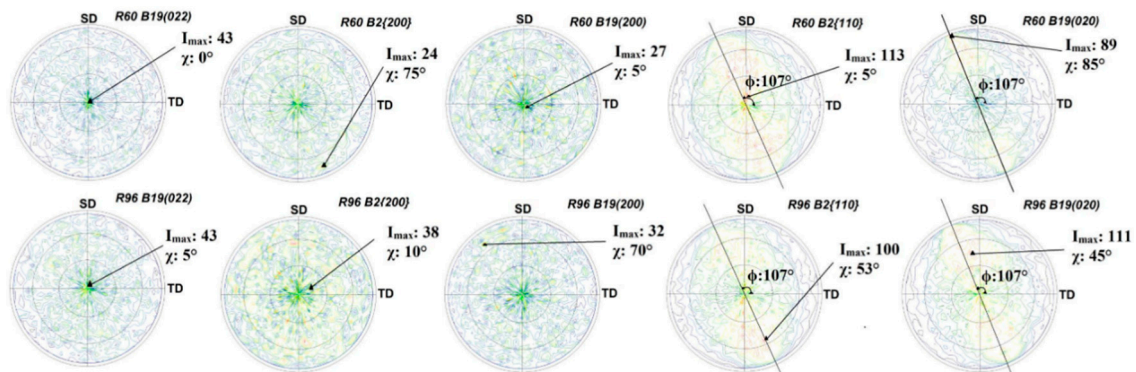 R60 B19(022)
SD
TD
Imax: 43
χ: 0°
R60 B2{200}
SD
Imax: 24
χ: 75°
R60 B19(200)
SD
Imax: 27
χ: 5°
R60 B2{110}
SD
TD
ϕ:107°
Imax: 113
χ: 5°
R60 B19(020)
SD
TD
ϕ:107°
Imax: 89
χ: 85°
R96 B19(022)
SD
TD
Imax: 43
χ: 5°
R96 B2{200}
SD
TD
Imax: 38
χ: 10°
R96 B19(200)
SD
TD
Imax: 32
χ: 70°
R96 B2{110}
SD
TD
ϕ:107°
Imax: 100
χ: 53°
R96 B19(020)
SD
TD
ϕ:107°
Imax: 111
χ: 45°